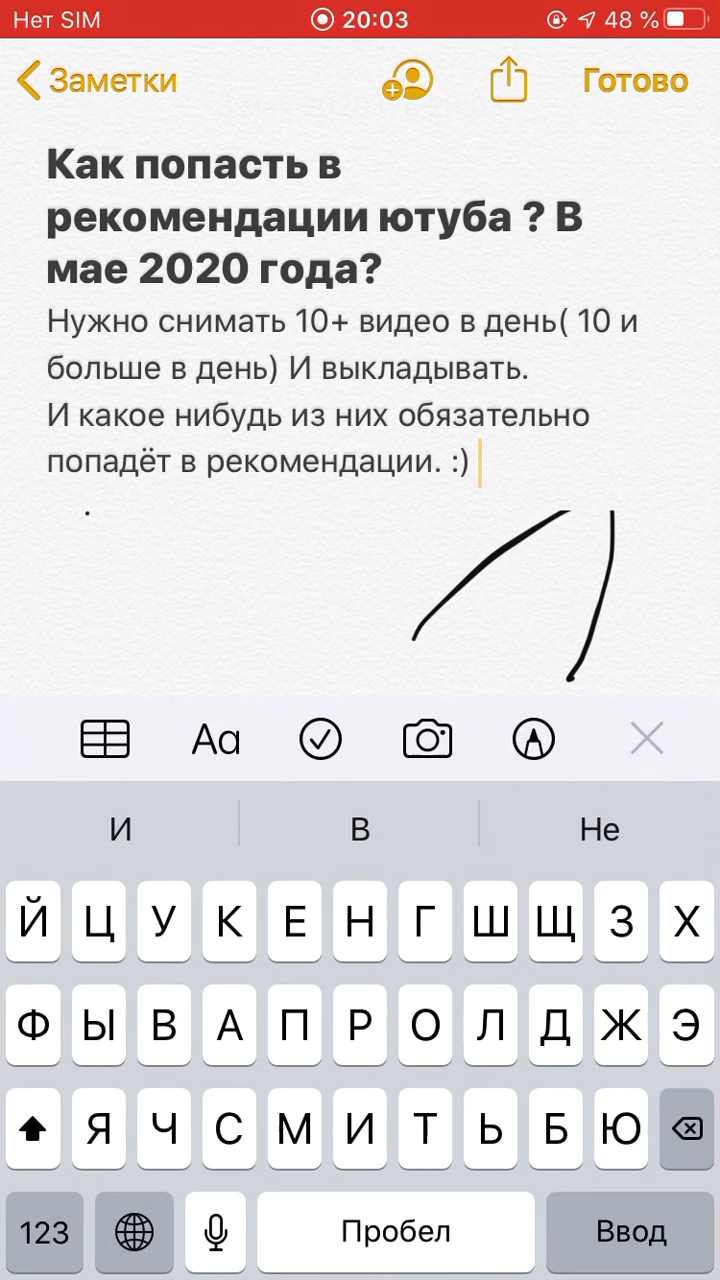 Нет SIM 20:03 48 %
Заметки Готово
Как попасть в
рекомендации ютуба ? В
мае 2020 года?
Нужно снимать 10+ видео в день( 10 и
больше в день) И выкладывать.
И какое нибудь из них обязательно
попадёт в рекомендации. :)
Aa
И В Не
Й Ц У К Е Н Г Ш Щ З Х
Ф Ы В А П Р О Л Д Ж Э
Я Ч С М И Т Ь Б Ю
123 Пробел Ввод